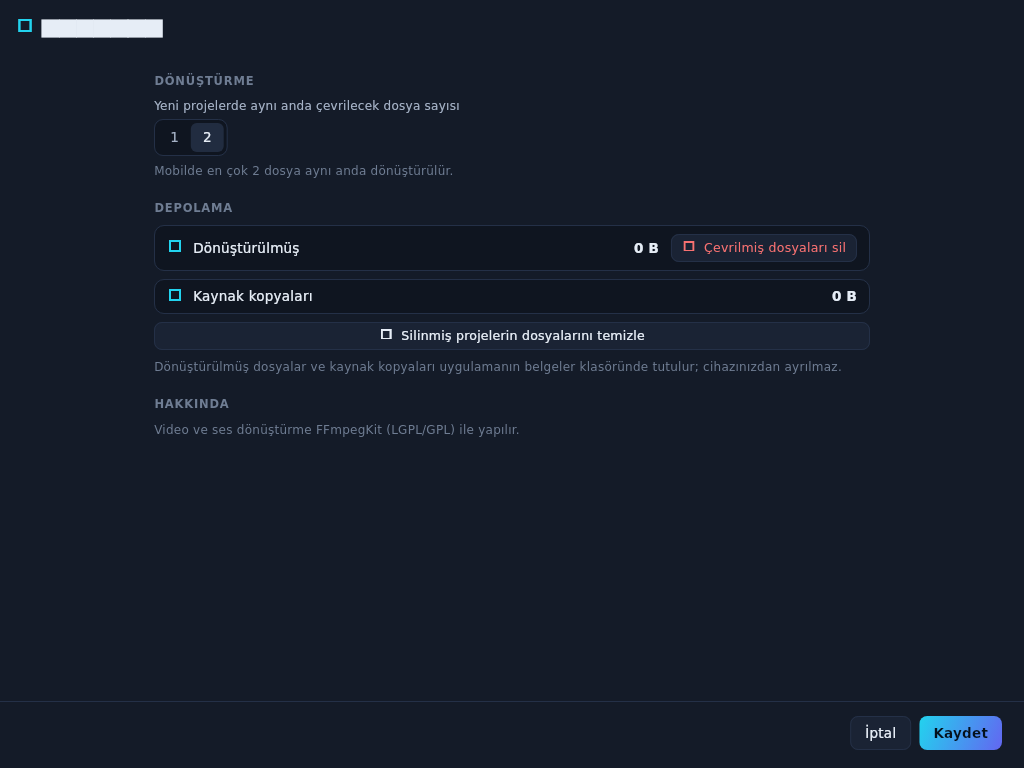 DÖNÜŞTÜRME
Yeni projelerde aynı anda çevrilecek dosya sayısı
1 2
Mobilde en çok 2 dosya aynı anda dönüştürülür.
DEPOLAMA
Dönüştürülmüş 0 B Çevrilmiş dosyaları sil
Kaynak kopyaları 0 B
Silinmiş projelerin dosyalarını temizle
Dönüştürülmüş dosyalar ve kaynak kopyaları uygulamanın belgeler klasöründe tutulur; cihazınızdan ayrılmaz.
HAKKINDA
Video ve ses dönüştürme FFmpegKit (LGPL/GPL) ile yapılır.
İptal Kaydet